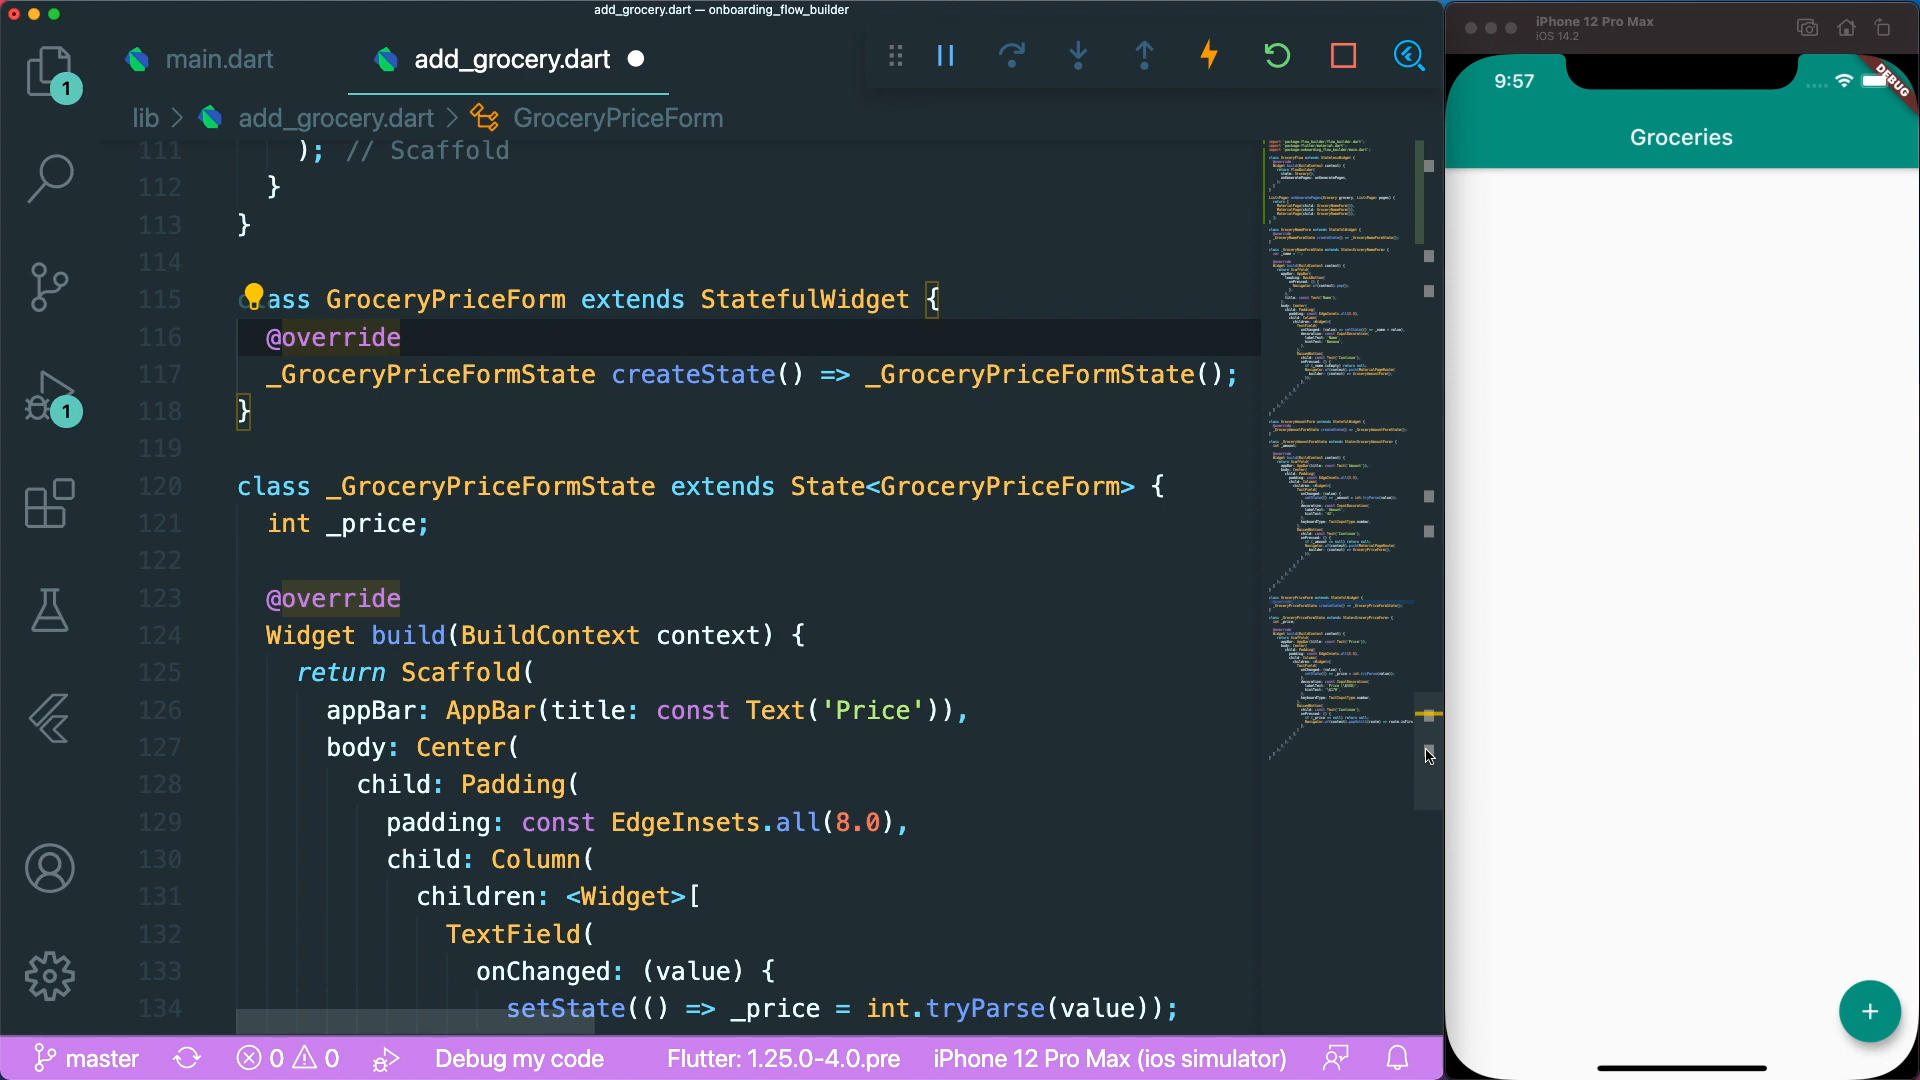 add_grocery.dart — onboarding_flow_builder
main.dart
add_grocery.dart
lib > add_grocery.dart > GroceryPriceForm
111 ); // Scaffold
112 }
113 }
114
115 ass GroceryPriceForm extends StatefulWidget {
116 @override
117 _GroceryPriceFormState createState() => _GroceryPriceFormState();
118 }
119
120 class _GroceryPriceFormState extends State<GroceryPriceForm> {
121 int _price;
122
123 @override
124 Widget build(BuildContext context) {
125 return Scaffold(
126 appBar: AppBar(title: const Text('Price')),
127 body: Center(
128 child: Padding(
129 padding: const EdgeInsets.all(8.0),
130 child: Column(
131 children: <Widget>[
132 TextField(
133 onChanged: (value) {
134 setState(() => _price = int.tryParse(value));
1
1
master
0
0
Debug my code
Flutter: 1.25.0-4.0.pre
iPhone 12 Pro Max (ios simulator)
iPhone 12 Pro Max
iOS 14.2
9:57
DEBUG
Groceries
+